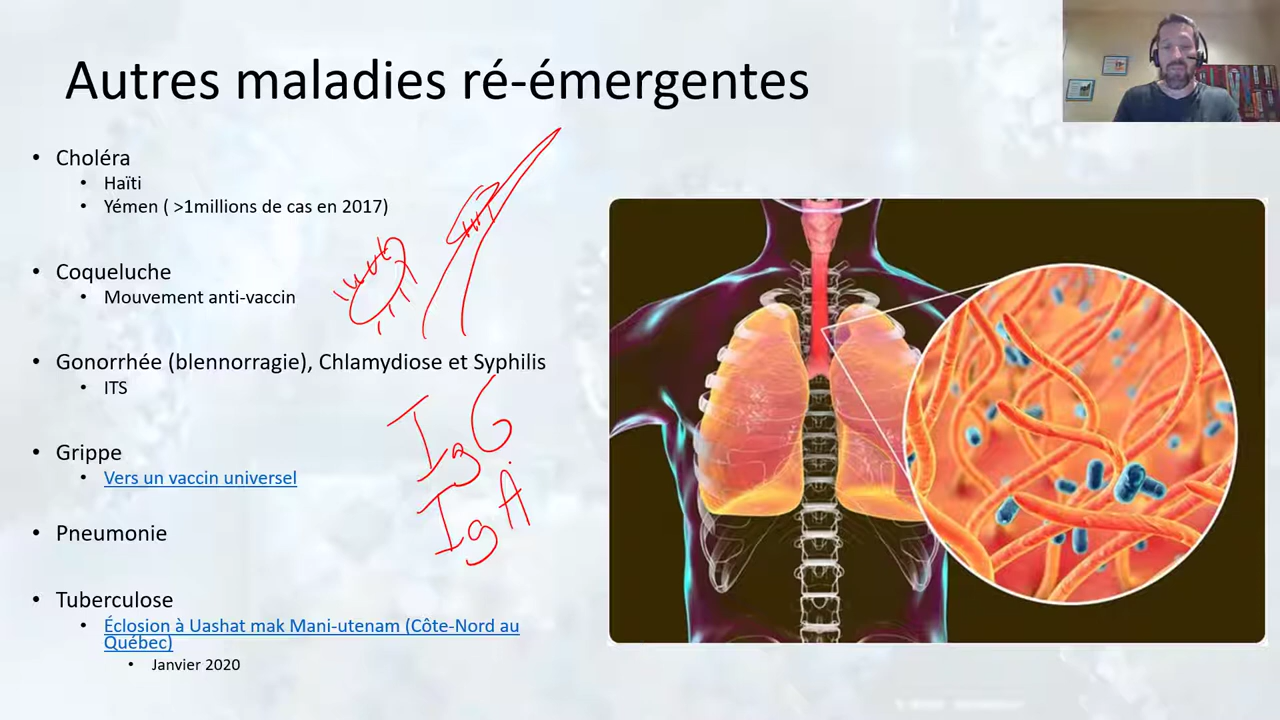 Autres maladies ré-émergentes
• Choléra
• Haïti
• Yémen ( >1millions de cas en 2017)
• Coqueluche
• Mouvement anti-vaccin
• Gonorrhée (blennorragie), Chlamydiose et Syphilis
• ITS
IgG
• Grippe
• Vers un vaccin universel
IgA
• Pneumonie
• Tuberculose
• Éclosion à Uashat mak Mani-utenam (Côte-Nord au
Québec)
• Janvier 2020